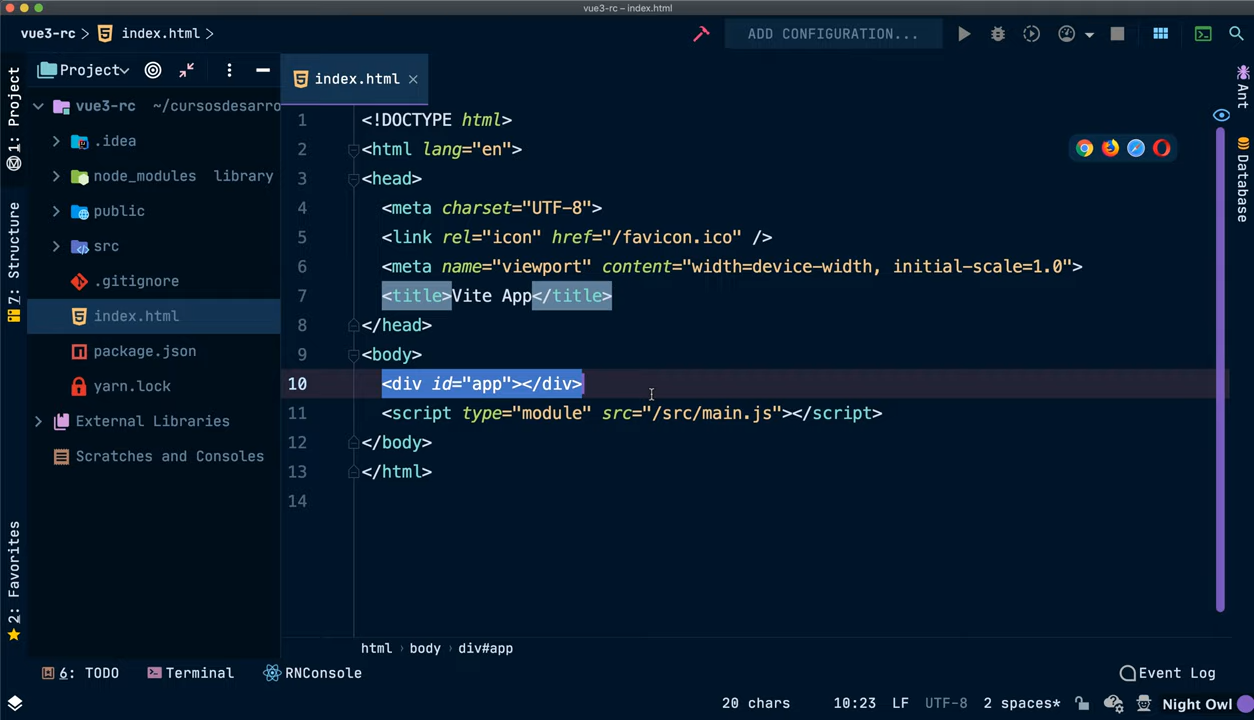 vue3-rc – index.html
vue3-rc
index.html
ADD CONFIGURATION...
1: Project
7: Structure
2: Favorites
Project
vue3-rc ~/cursosdesarro
.idea
node_modules library
public
src
.gitignore
index.html
package.json
yarn.lock
External Libraries
Scratches and Consoles
index.html
1 <!DOCTYPE html>
2 <html lang="en">
3 <head>
4 <meta charset="UTF-8">
5 <link rel="icon" href="/favicon.ico" />
6 <meta name="viewport" content="width=device-width, initial-scale=1.0">
7 <title>Vite App</title>
8 </head>
9 <body>
10 <div id="app"></div>
11 <script type="module" src="/src/main.js"></script>
12 </body>
13 </html>
14
Ant
Database
html › body › div#app
6: TODO
Terminal
RNConsole
Event Log
20 chars
10:23
LF
UTF-8
2 spaces*
Night Owl